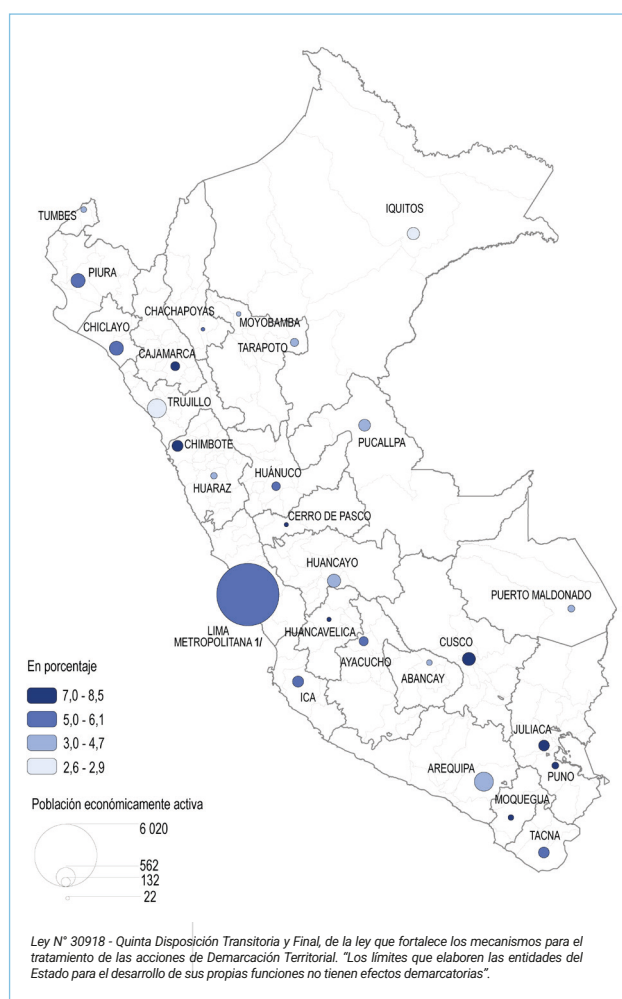 IQUITOS
TUMBES
PIURA
CHACHAPOYAS
MOYOBAMBA
CHICLAYO
TARAPOTO
CAJAMARCA
TRUJILLO
PUCALLPA
CHIMBOTE
HUÁNUCO
HUARAZ
CERRO DE PASCO
HUANCAYO
PUERTO MALDONADO
LIMA
METROPOLITANA 1/
HUANCAVELICA
CUSCO
AYACUCHO
ABANCAY
ICA
En porcentaje
7,0 - 8,5
5,0 - 6,1
3,0 - 4,7
2,6 - 2,9
JULIACA
AREQUIPA
PUNO
MOQUEGUA
TACNA
Población económicamente activa
6 020
562
132
22
Ley N° 30918 - Quinta Disposición Transitoria y Final, de la ley que fortalece los mecanismos para el
tratamiento de las acciones de Demarcación Territorial. “Los límites que elaboren las entidades del
Estado para el desarrollo de sus propias funciones no tienen efectos demarcatorias”.